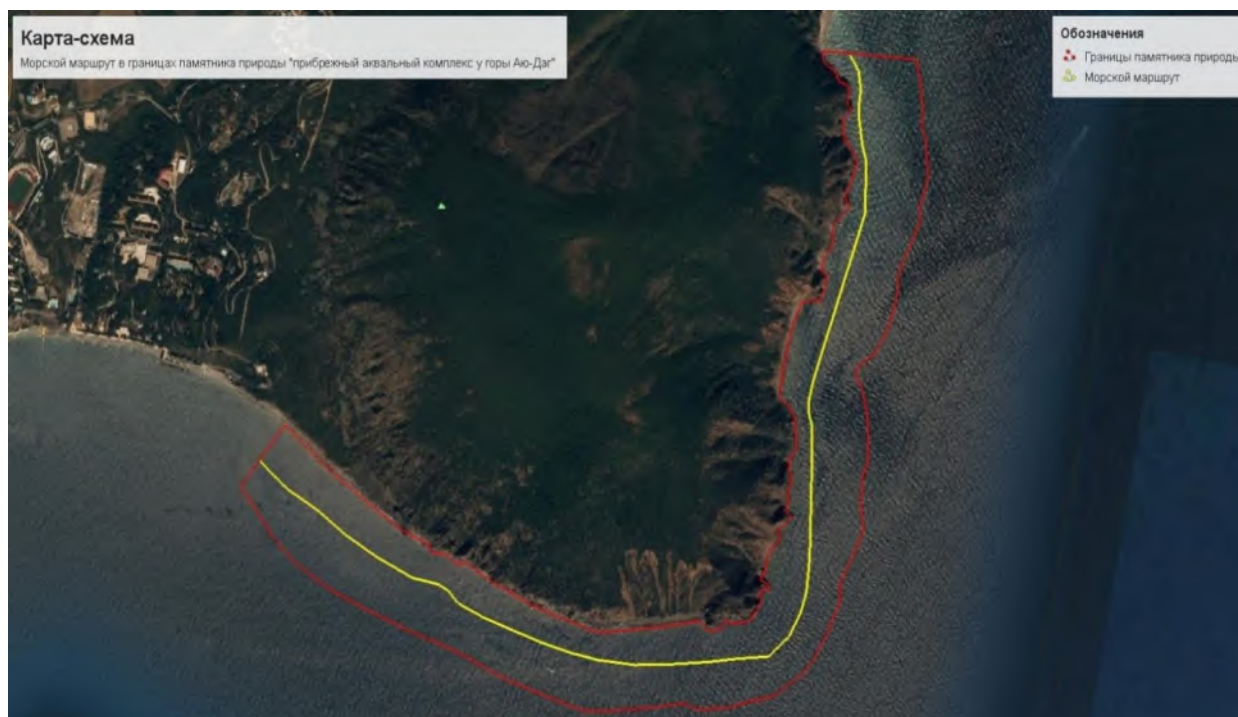 Карта-схема
Морской маршрут в границах памятника природы "прибрежный аквальный комплекс у горы Аю-Даг"
Обозначения
Границы памятника природы
Морской маршрут